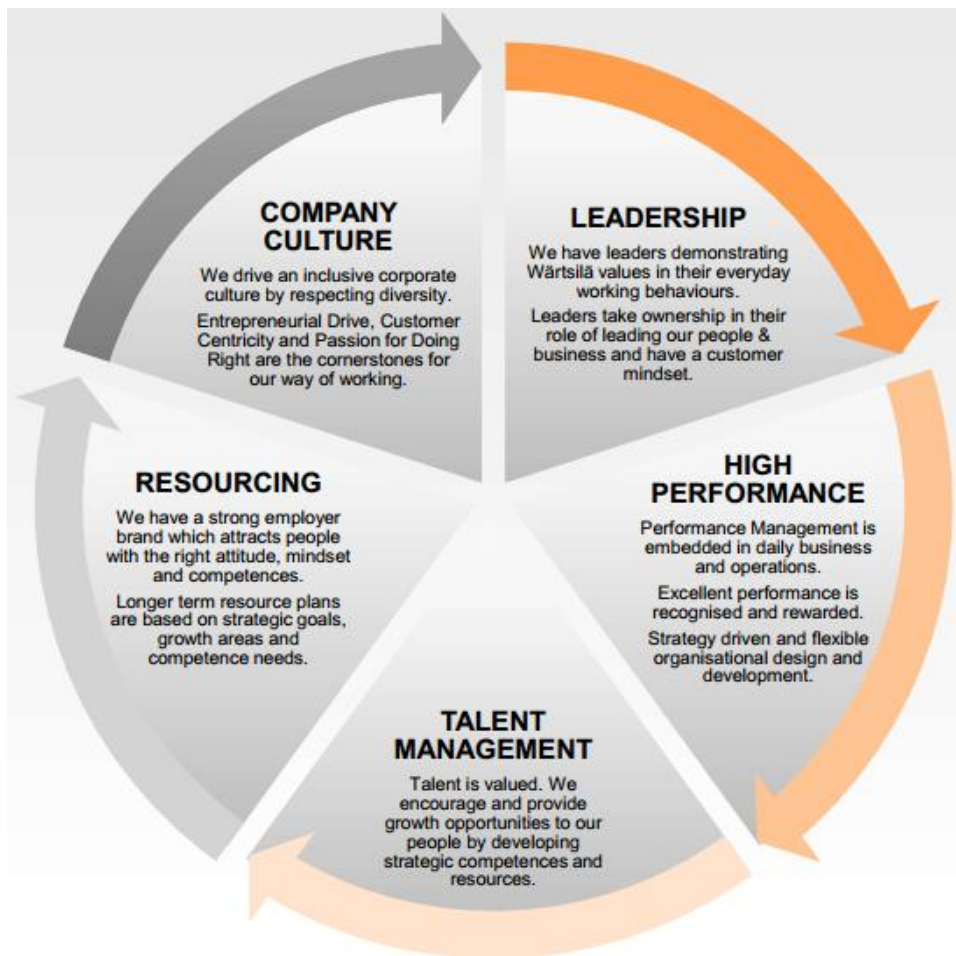 COMPANY
CULTURE
We drive an inclusive corporate
culture by respecting diversity.
Entrepreneurial Drive, Customer
Centricity and Passion for Doing
Right are the cornerstones for
our way of working.
LEADERSHIP
We have leaders demonstrating
Wärtsilä values in their everyday
working behaviours.
Leaders take ownership in their
role of leading our people &
business and have a customer
mindset.
HIGH
PERFORMANCE
Performance Management is
embedded in daily business
and operations.
Excellent performance is
recognised and rewarded.
Strategy driven and flexible
organisational design and
development.
TALENT
MANAGEMENT
Talent is valued. We
encourage and provide
growth opportunities to our
people by developing
strategic competences and
resources.
RESOURCING
We have a strong employer
brand which attracts people
with the right attitude, mindset
and competences.
Longer term resource plans
are based on strategic goals,
growth areas and
competence needs.